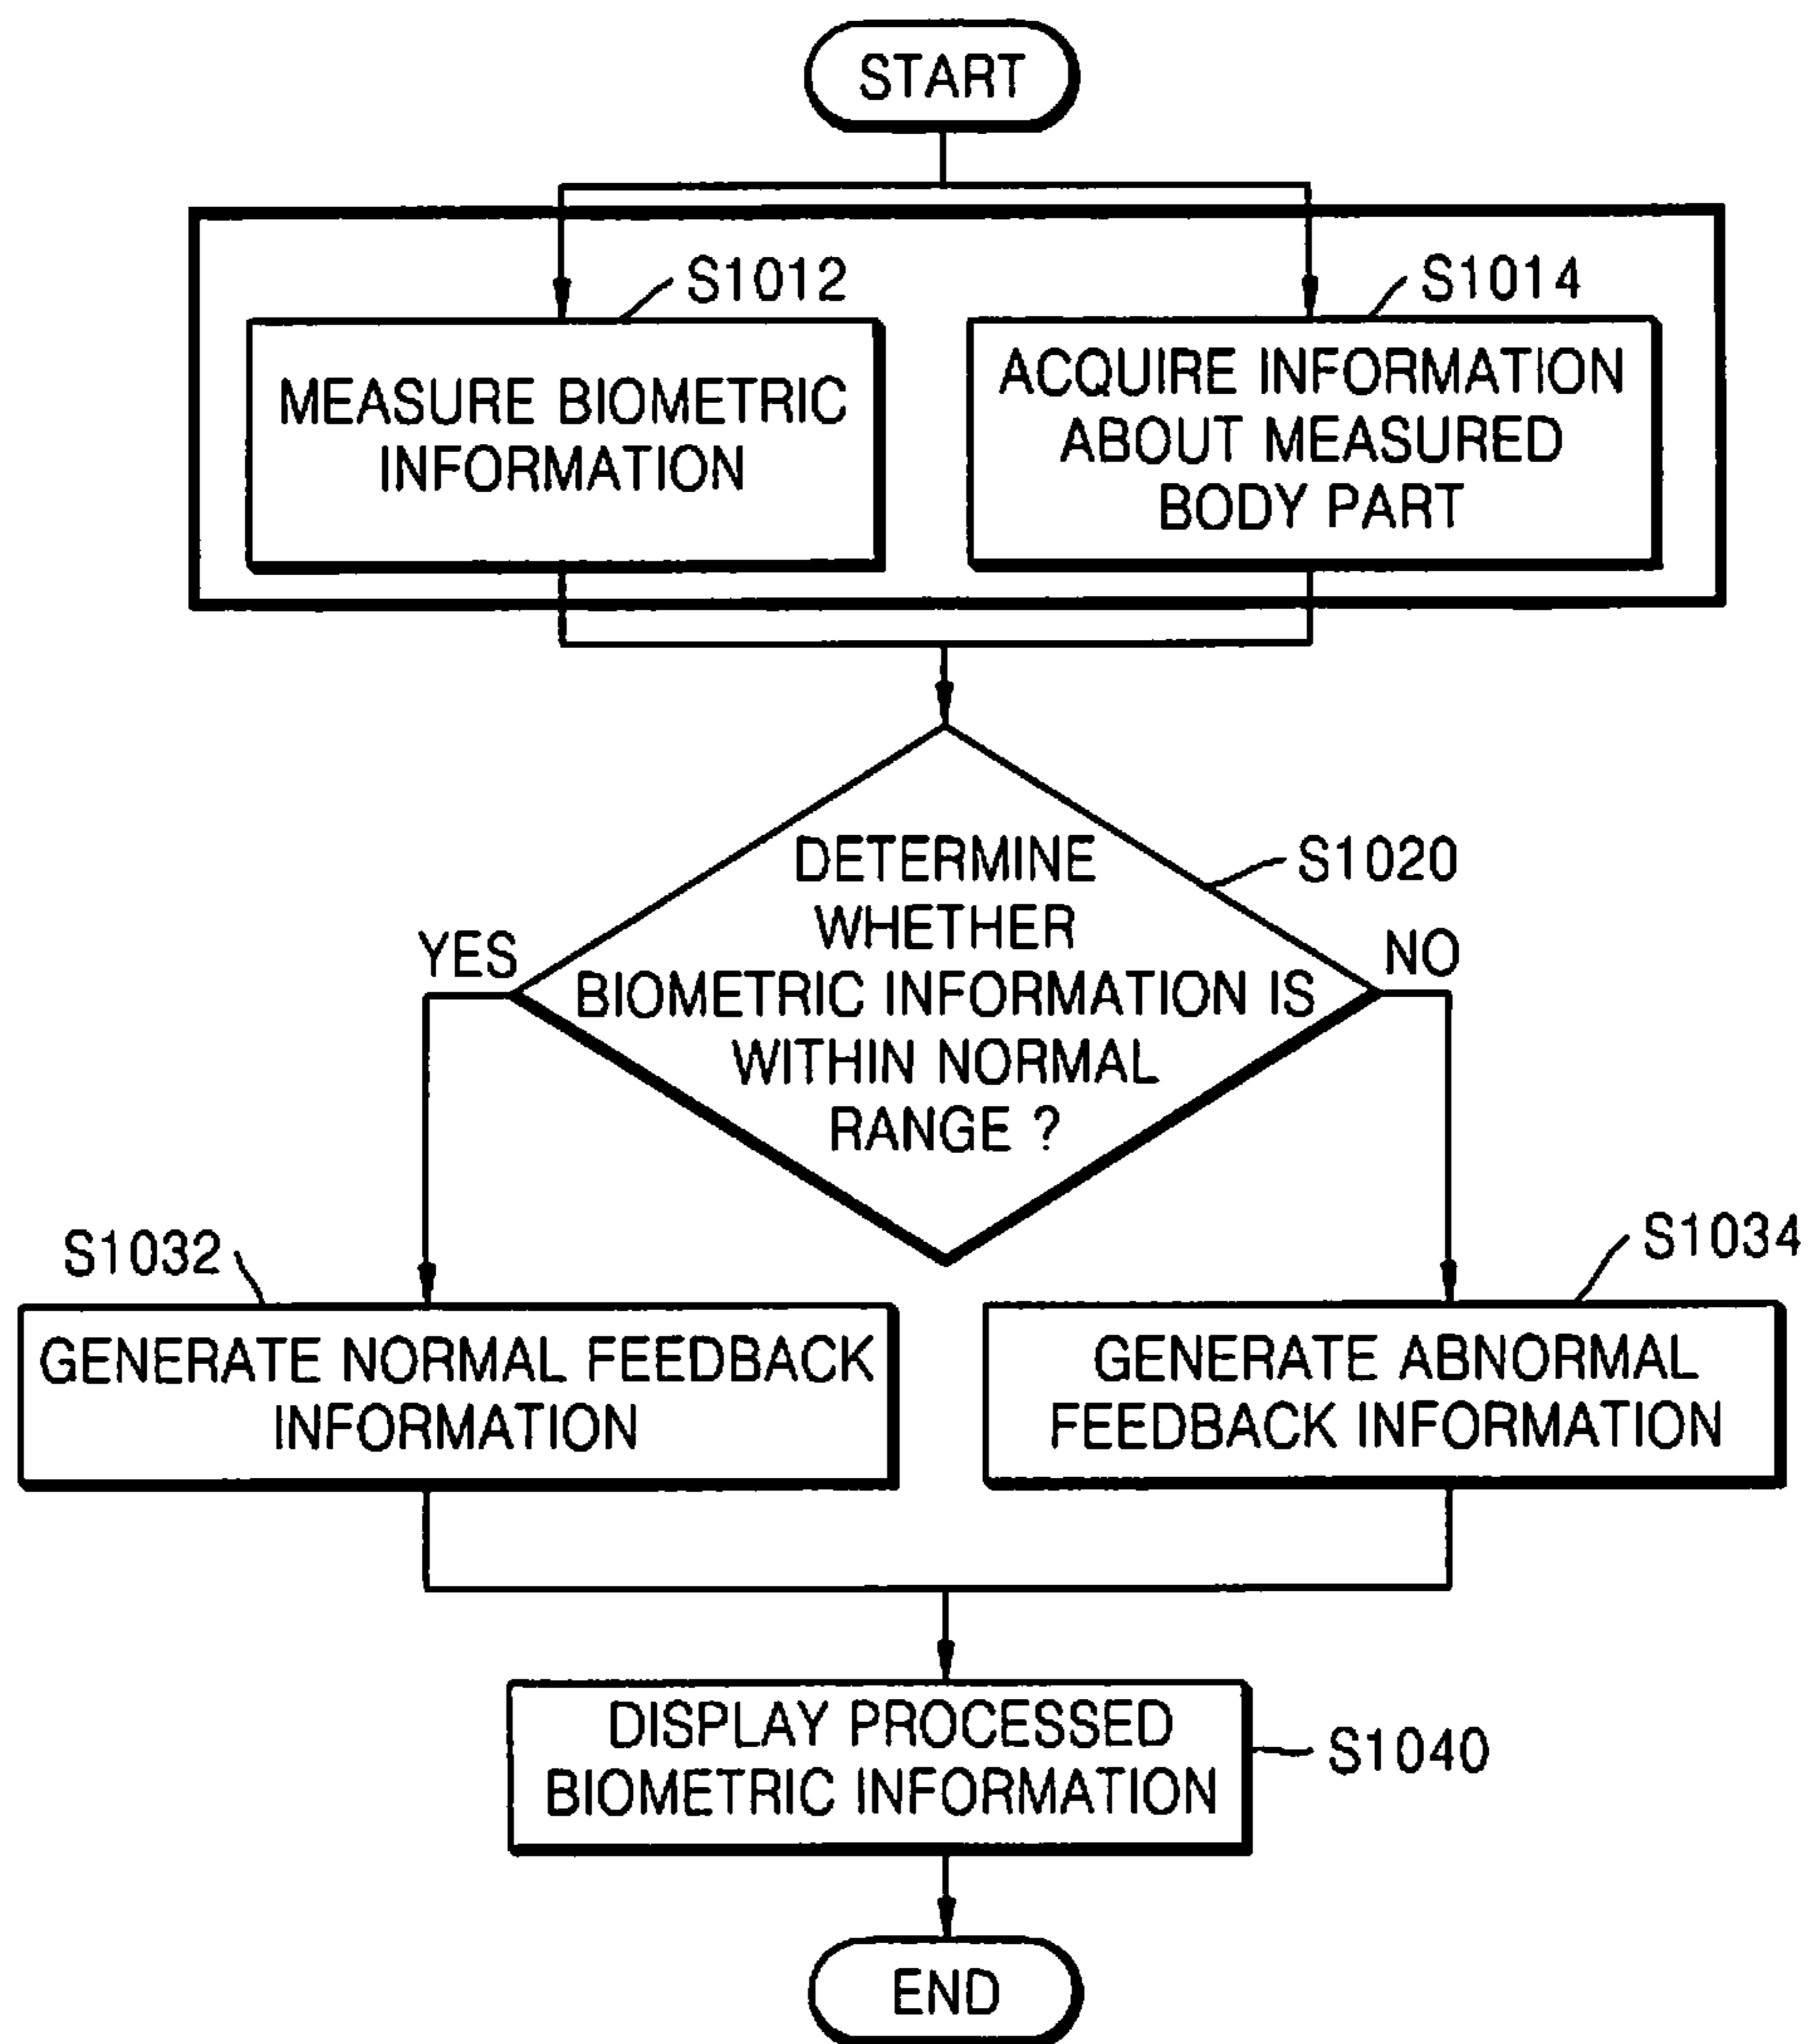 START
S1012
MEASURE BIOMETRIC
INFORMATION
S1014
ACQUIRE INFORMATION
ABOUT MEASURED
BODY PART
DETERMINE
WHETHER
BIOMETRIC INFORMATION IS
WITHIN NORMAL
RANGE ?
S1020
YES
NO
S1032
GENERATE NORMAL FEEDBACK
INFORMATION
S1034
GENERATE ABNORMAL
FEEDBACK INFORMATION
DISPLAY PROCESSED
BIOMETRIC INFORMATION
S1040
END